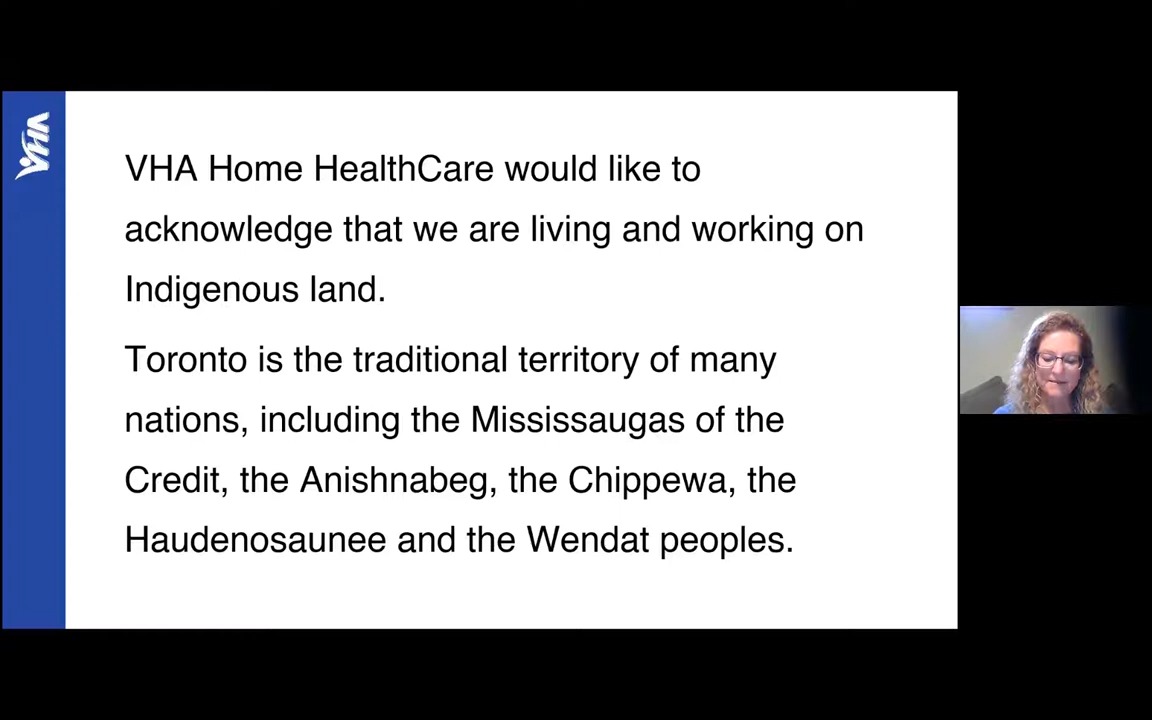 VHA
VHA Home HealthCare would like to
acknowledge that we are living and working on
Indigenous land.
Toronto is the traditional territory of many
nations, including the Mississaugas of the
Credit, the Anishnabeg, the Chippewa, the
Haudenosaunee and the Wendat peoples.